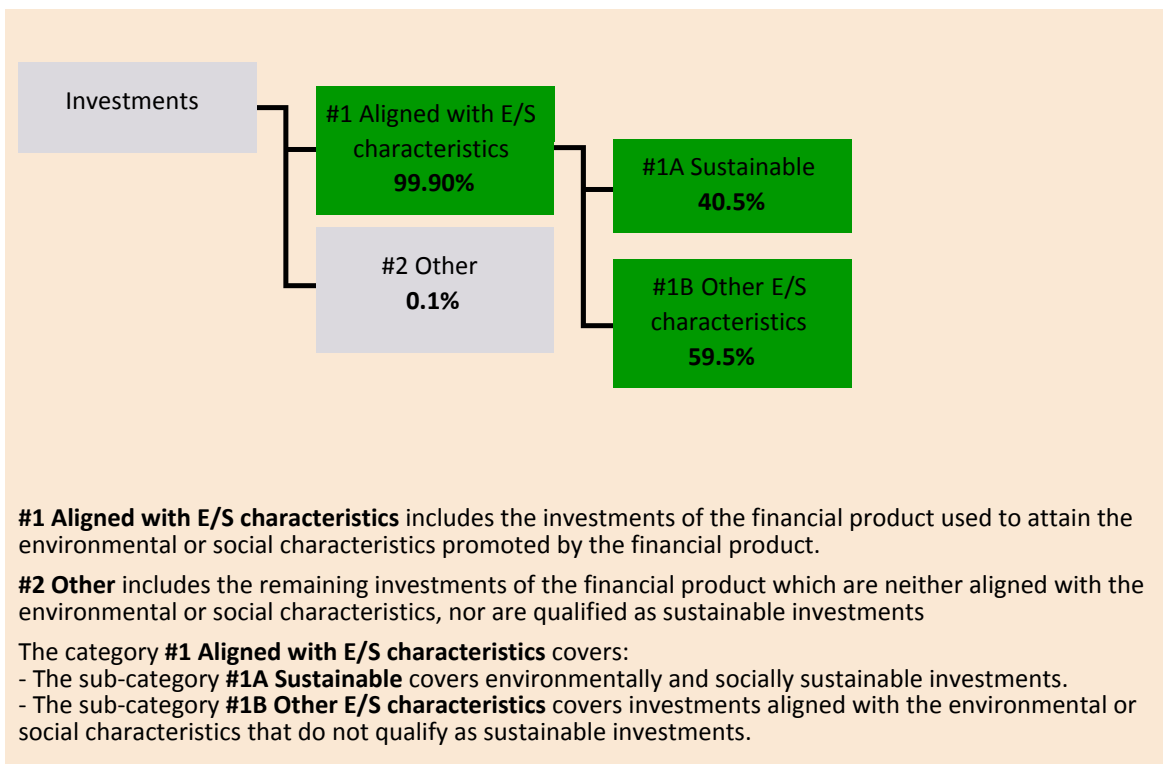 Investments
#1 Aligned with E/S
characteristics
99.90%
#2 Other
0.1%
#1A Sustainable
40.5%
#1B Other E/S
characteristics
59.5%
#1 Aligned with E/S characteristics includes the investments of the financial product used to attain the
environmental or social characteristics promoted by the financial product.
#2 Other includes the remaining investments of the financial product which are neither aligned with the
environmental or social characteristics, nor are qualified as sustainable investments
The category #1 Aligned with E/S characteristics covers:
- The sub-category #1A Sustainable covers environmentally and socially sustainable investments.
- The sub-category #1B Other E/S characteristics covers investments aligned with the environmental or
social characteristics that do not qualify as sustainable investments.